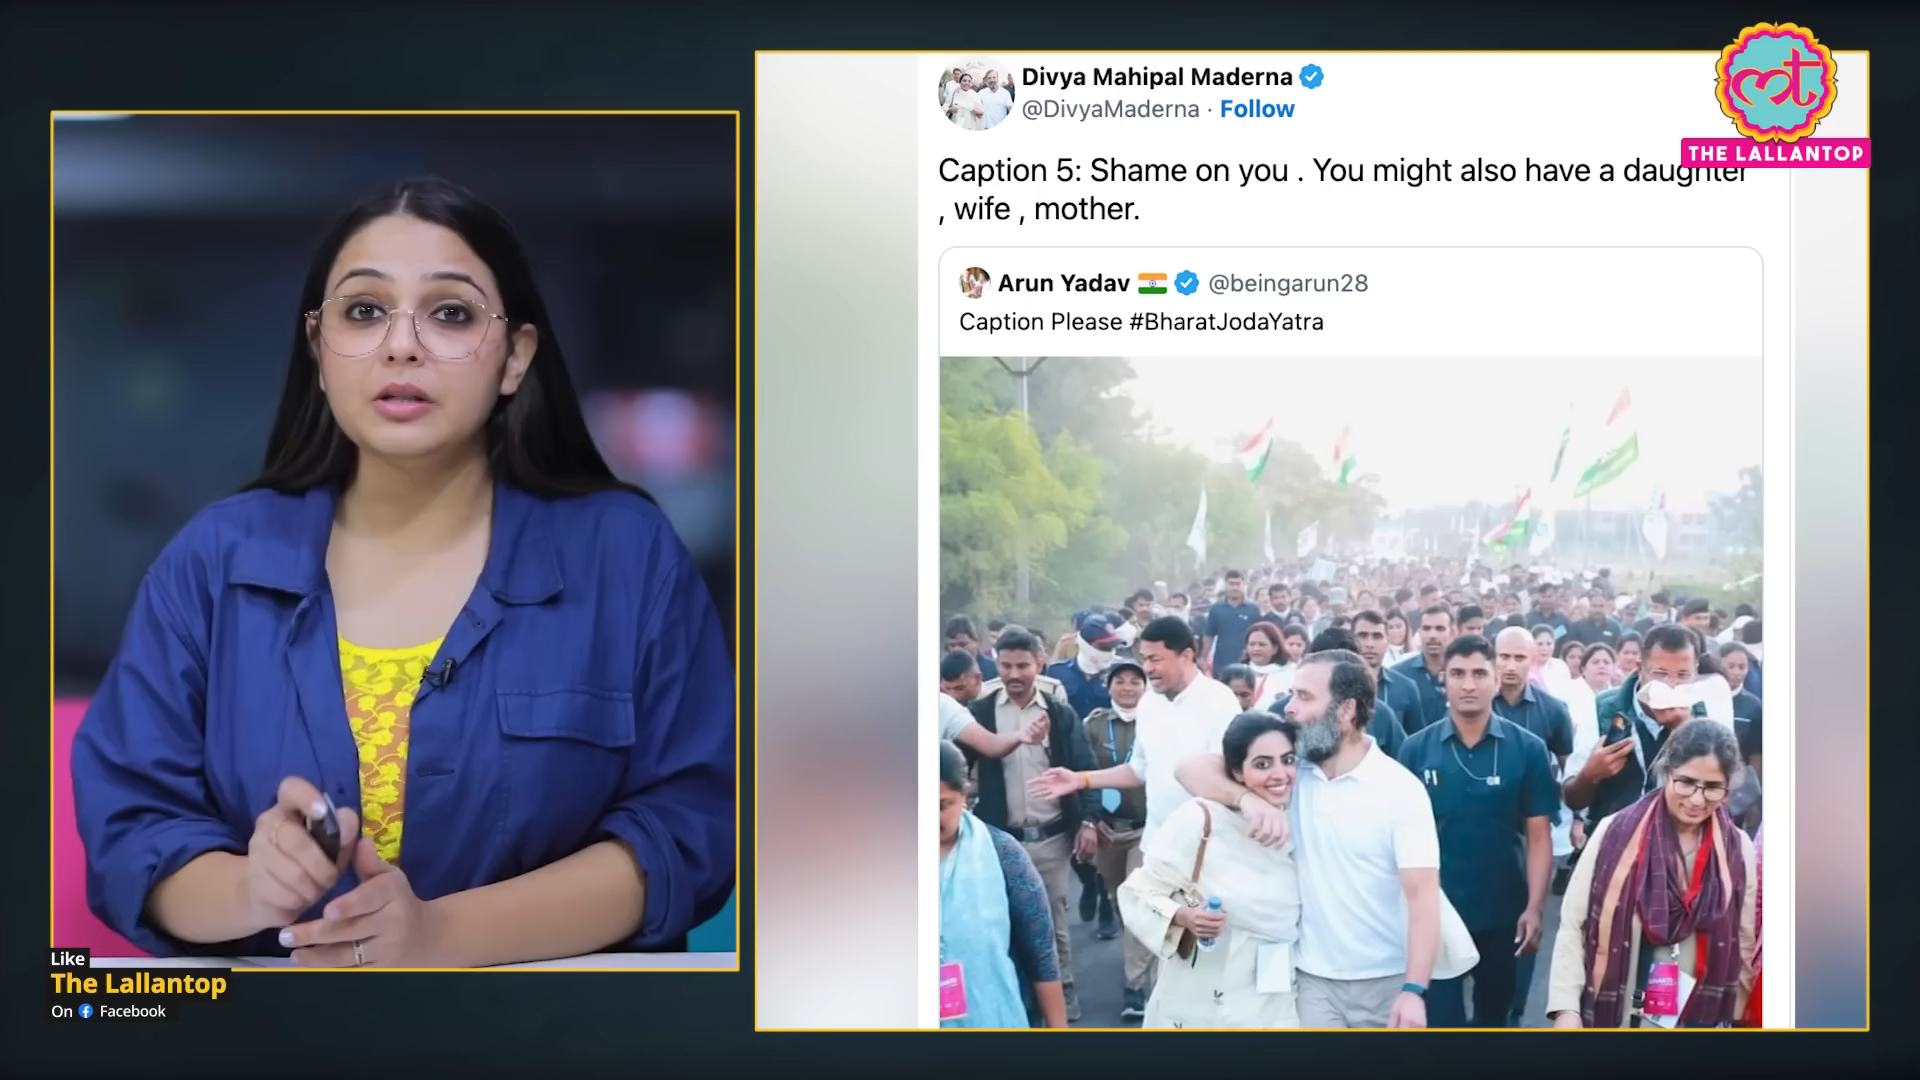 Divya Mahipal Maderna
@DivyaMaderna · Follow
THE LALLANTOP
Caption 5: Shame on you . You might also have a daughter
, wife , mother.
Arun Yadav @beingarun28
Caption Please #BharatJodaYatra
Like
The Lallantop
On Facebook